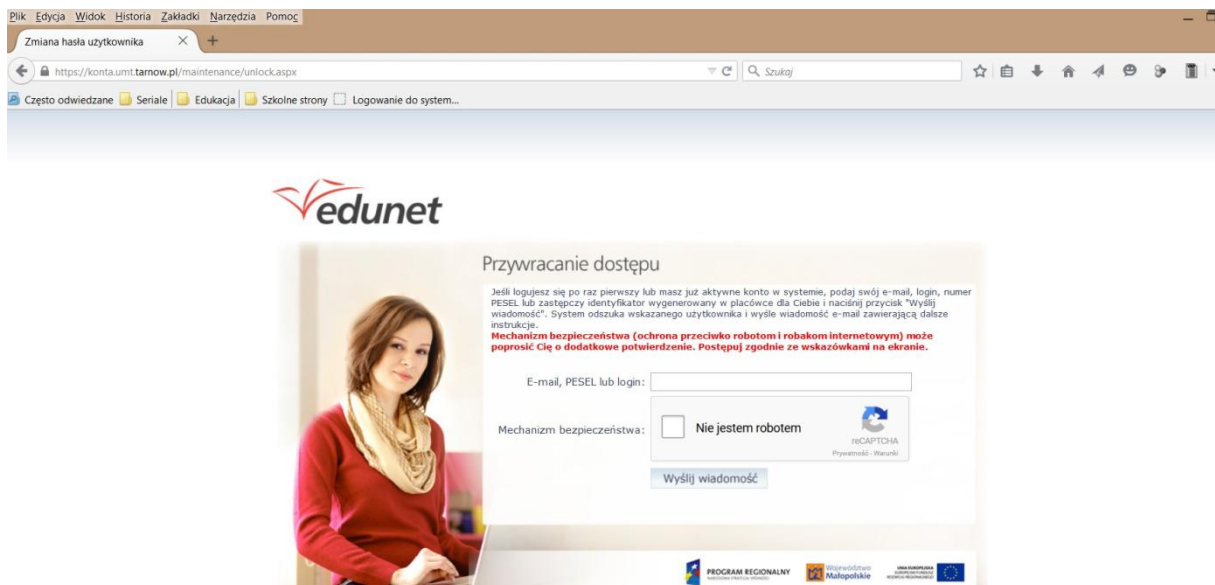 Plik Edycja Widok Historia Zakładki Narzędzia Pomoc
Zmiana hasła użytkownika
https://konta.umt.tarnow.pl/maintenance/unlock.aspx
Szukaj
Często odwiedzane Seriale Edukacja Szkolne strony Logowanie do system...
edunet
Przywracanie dostępu
Jeśli logujesz się po raz pierwszy lub masz już aktywne konto w systemie, podaj swój e-mail, login, numer
PESEL lub zastępczy identyfikator wygenerowany w placówce dla Ciebie i naciśnij przycisk "Wyślij
wiadomość". System odszuka wskazanego użytkownika i wyśle wiadomość e-mail zawierającą dalsze
instrukcje.
Mechanizm bezpieczeństwa (ochrona przeciwko robotom i robakom internetowym) może
poprosić Cię o dodatkowe potwierdzenie. Postępuj zgodnie ze wskazówkami na ekranie.
E-mail, PESEL lub login:
Mechanizm bezpieczeństwa:
Nie jestem robotem
reCAPTCHA
Prywatność - Warunki
Wyślij wiadomość
PROGRAM REGIONALNY
Województwo
Małopolskie
UNIA EUROPEJSKA